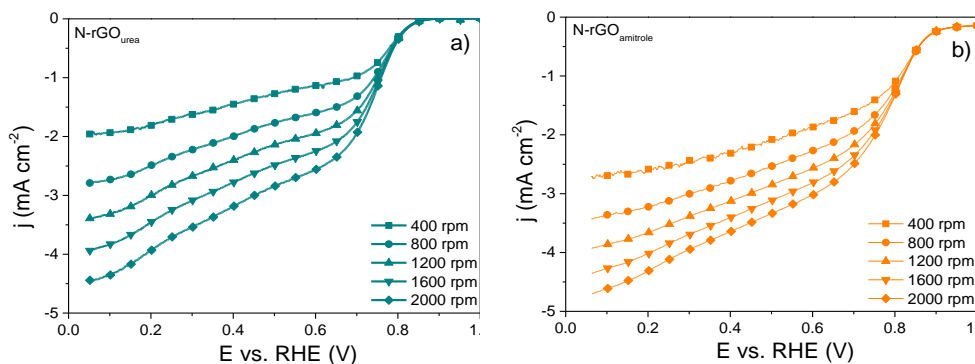 N-rGOurea
a)
0
-1
-2
-3
-4
-5
j (mA cm-2)
400 rpm
800 rpm
1200 rpm
1600 rpm
2000 rpm
0.0 0.2 0.4 0.6 0.8 1.
E vs. RHE (V)
N-rGOamitrole
b)
0
-1
-2
-3
-4
-5
j (mA cm-2)
400 rpm
800 rpm
1200 rpm
1600 rpm
2000 rpm
0.0 0.2 0.4 0.6 0.8 1
E vs. RHE (V)